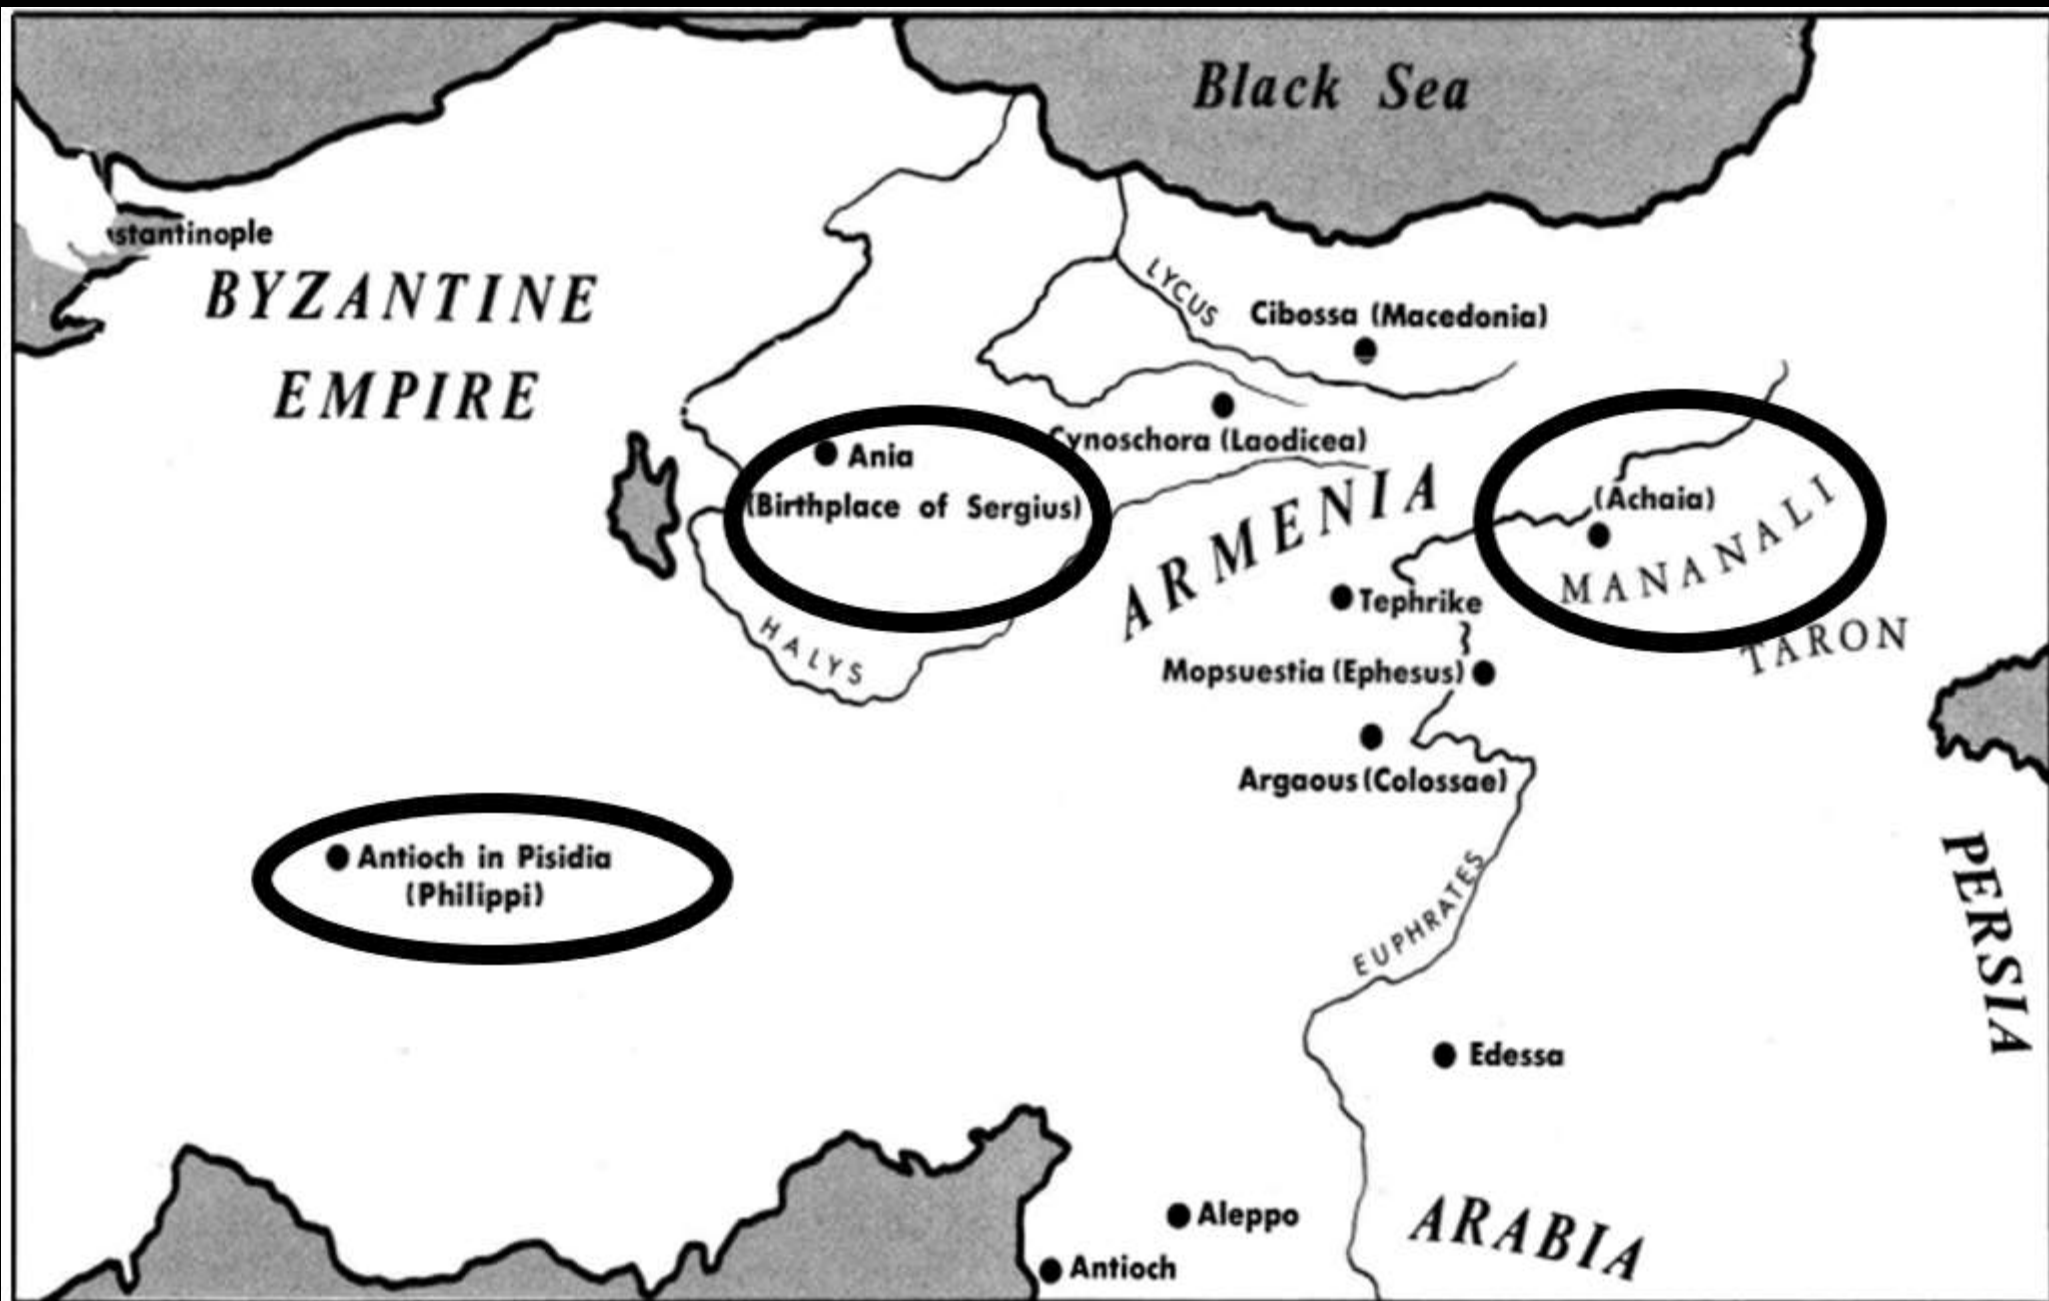 Black Sea
stantinople
BYZANTINE
EMPIRE
LYCUS
Cibossa (Macedonia)
Cynoschora (Laodicea)
Ania
(Birthplace of Sergius)
HALYS
ARMENIA
(Achaia)
MANANALI
TARON
Tephrike
Mopsuestia (Ephesus)
Argaous (Colossae)
Antioch in Pisidia
(Philippi)
EUPHRATES
PERSIA
Edessa
Aleppo
Antioch
ARABIA